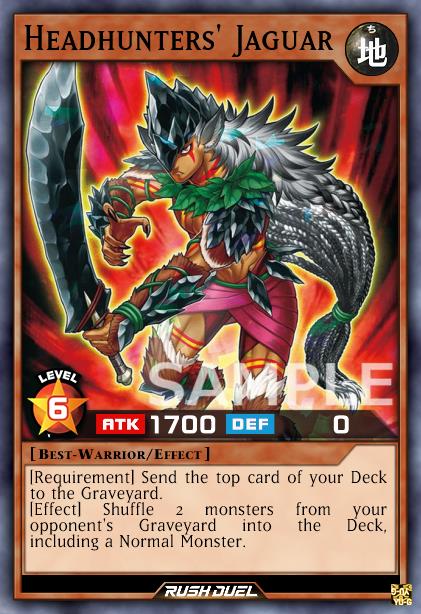 Headhunters' Jaguar
ち
地
SAMPLE
LEVEL
6
ATK 1700 DEF 0
[Best-Warrior/Effect]
[Requirement] Send the top card of your Deck
to the Graveyard.
[Effect] Shuffle 2 monsters from your
opponent's Graveyard into the Deck,
including a Normal Monster.
RUSH DUEL